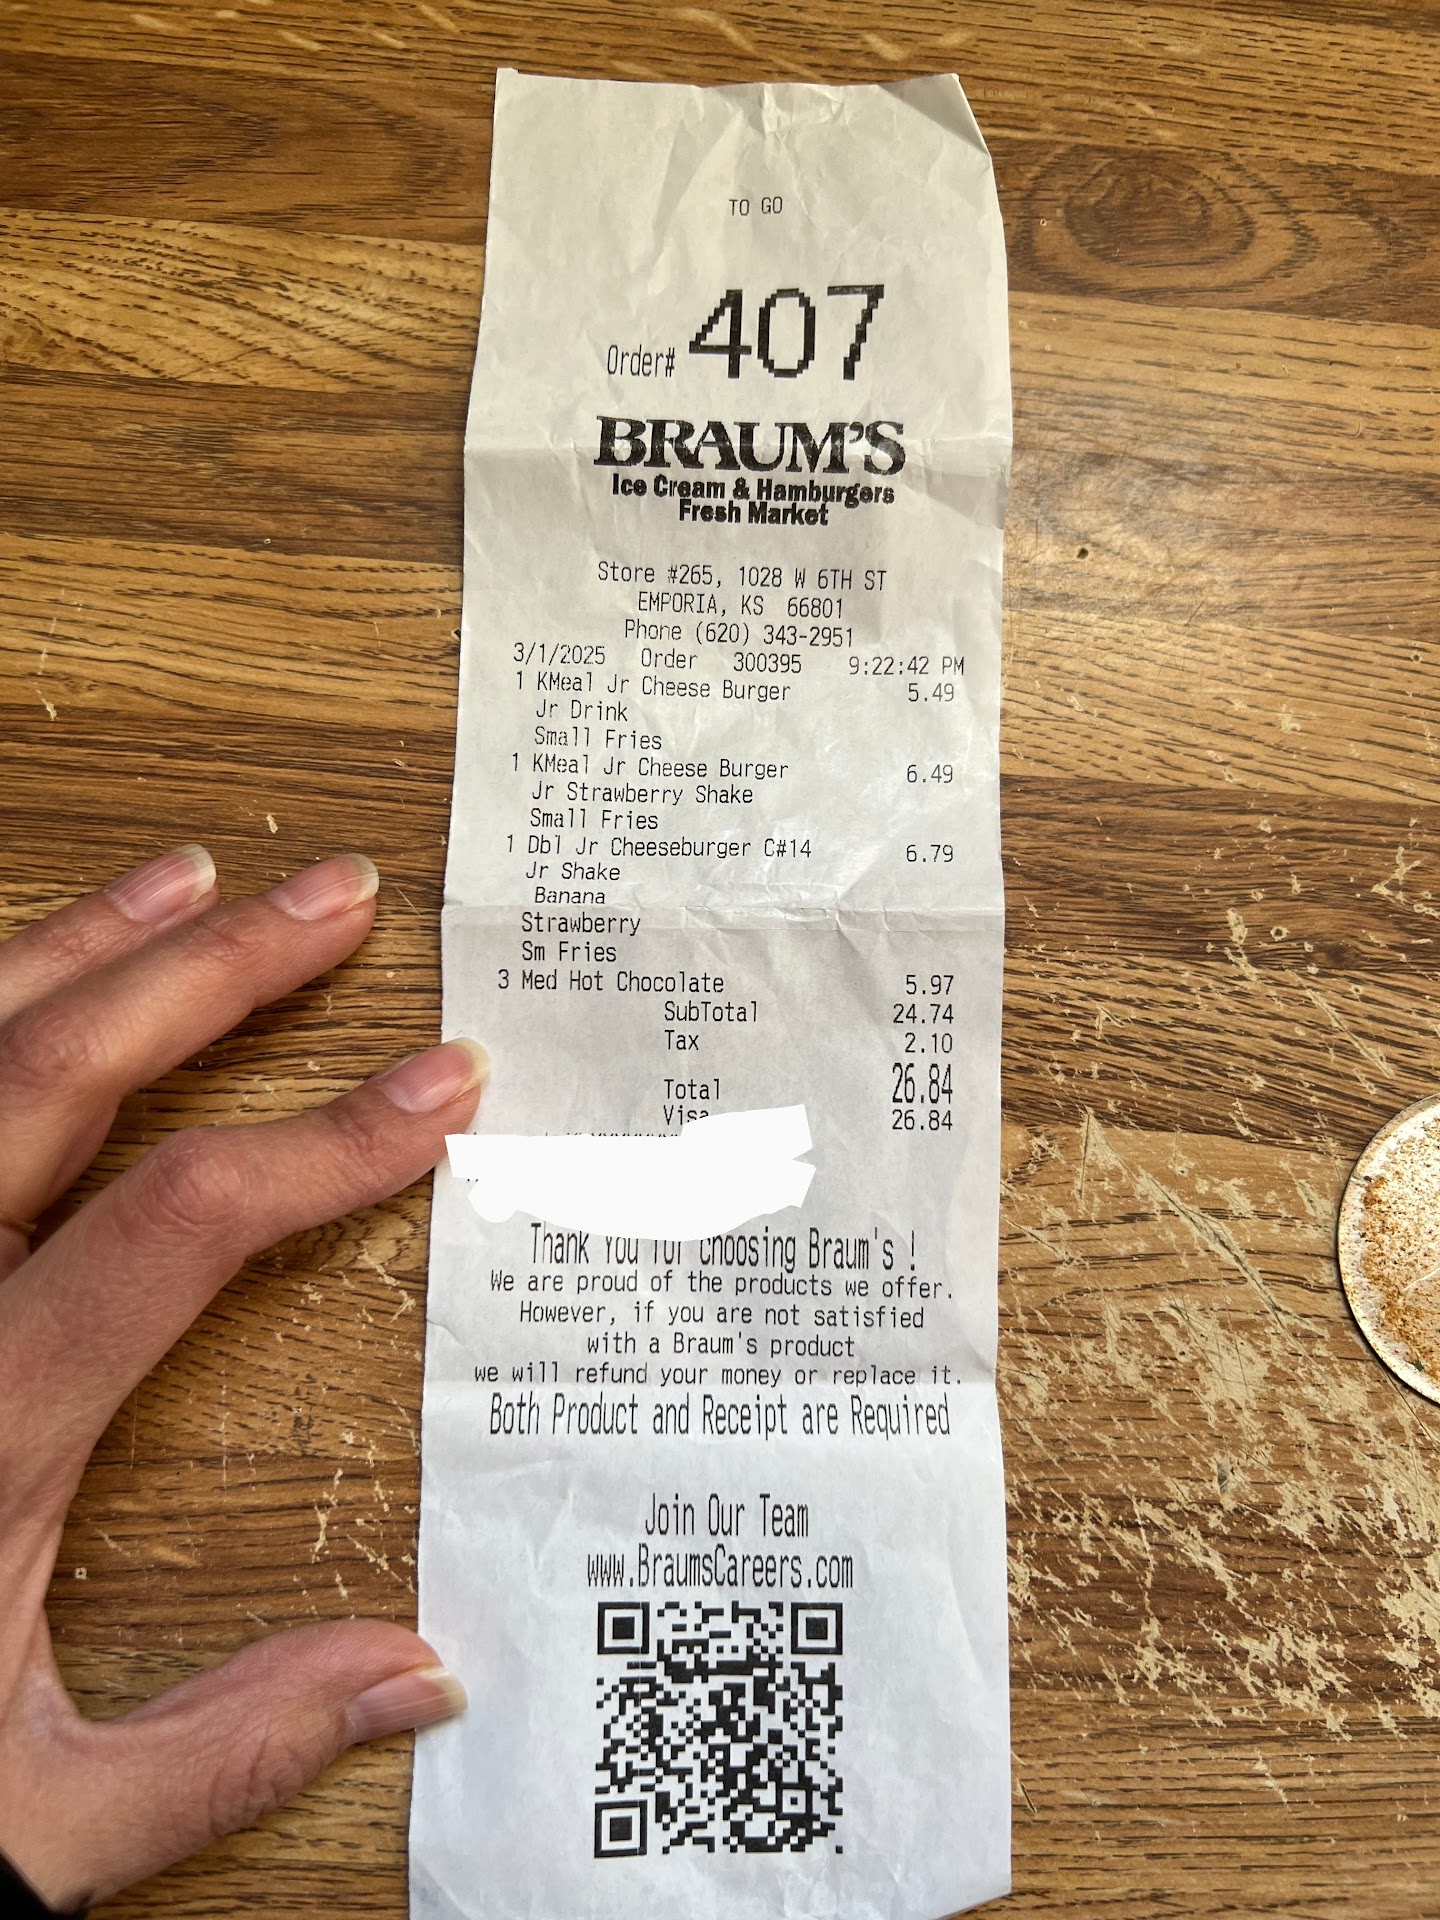 TO GO
Order# 407
BRAUM'S
Ice Cream & Hamburgers
Fresh Market
Store #265, 1028 W 6TH ST
EMPORIA, KS 66801
Phone (620) 343-2951
3/1/2025 Order 300395 9:22:42 PM
1 KMeal Jr Cheese Burger 5.49
Jr Drink
Small Fries
1 KMeal Jr Cheese Burger 6.49
Jr Strawberry Shake
Small Fries
1 Dbl Jr Cheeseburger C#14 6.79
Jr Shake
Banana
Strawberry
Sm Fries
3 Med Hot Chocolate 5.97
SubTotal 24.74
Tax 2.10
Total 26.84
Visa 26.84
Thank You for Choosing Braum's !
We are proud of the products we offer.
However, if you are not satisfied
with a Braum's product
we will refund your money or replace it.
Both Product and Receipt are Required
Join Our Team
www.BraumsCareers.com